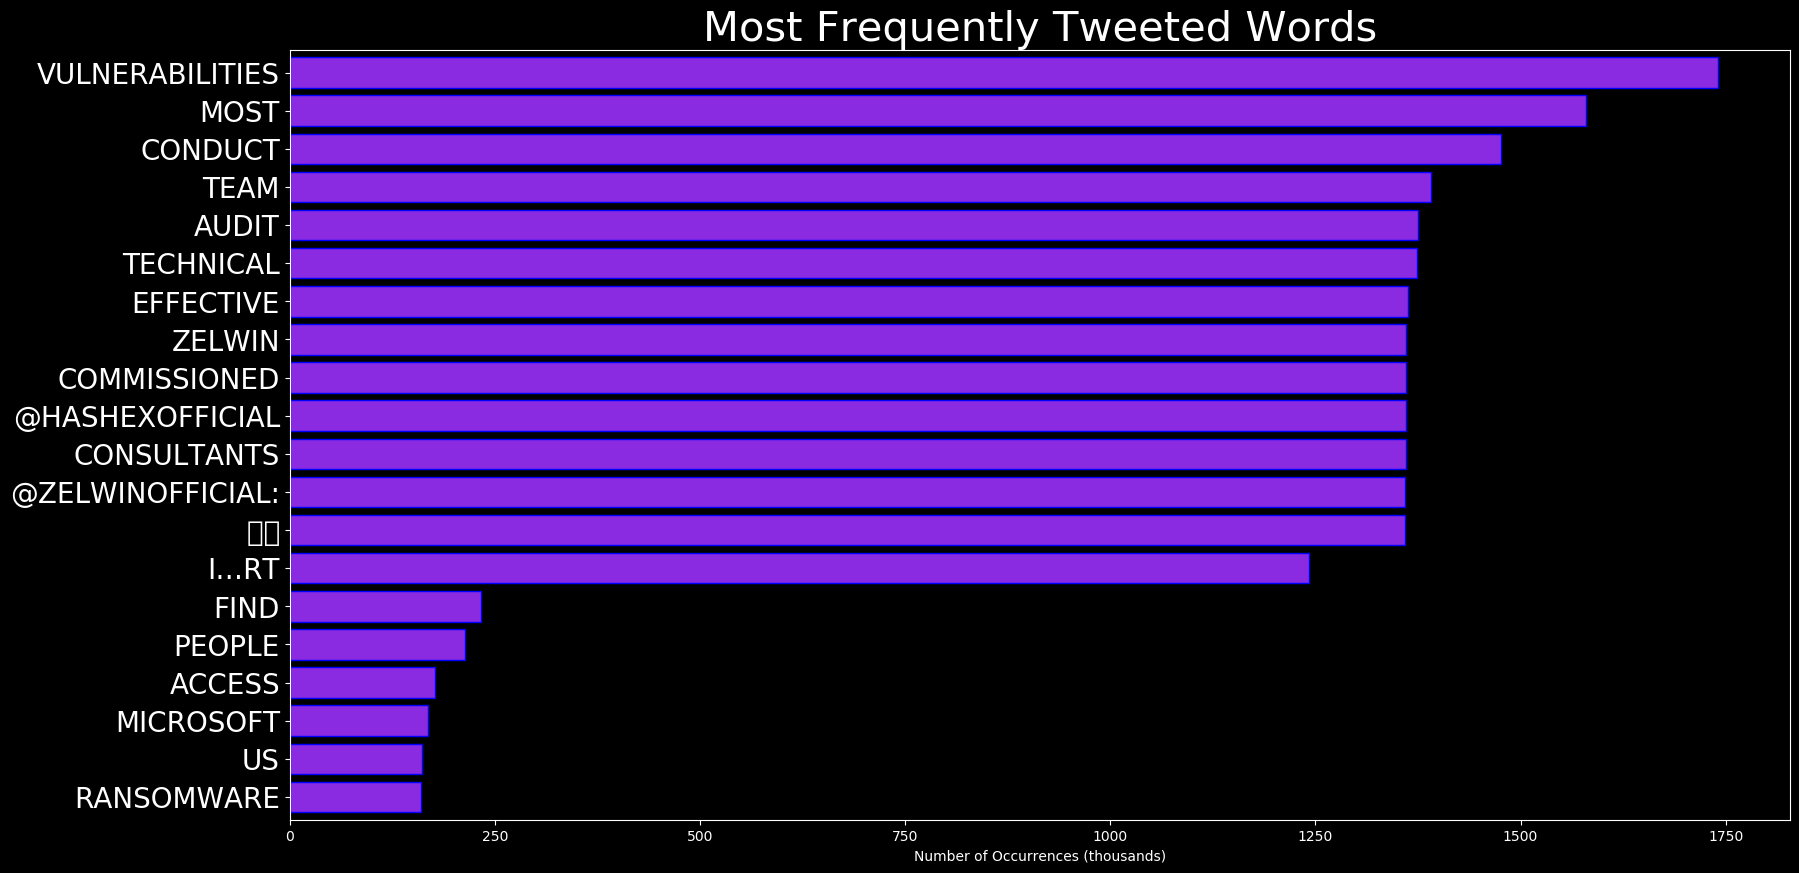 Most Frequently Tweeted Words
VULNERABILITIES
MOST
CONDUCT
TEAM
AUDIT
TECHNICAL
EFFECTIVE
ZELWIN
COMMISSIONED
@HASHEXOFFICIAL
CONSULTANTS
@ZELWINOFFICIAL:
I...RT
FIND
PEOPLE
ACCESS
MICROSOFT
US
RANSOMWARE
0 250 500 750 1000 1250 1500 1750
Number of Occurrences (thousands)